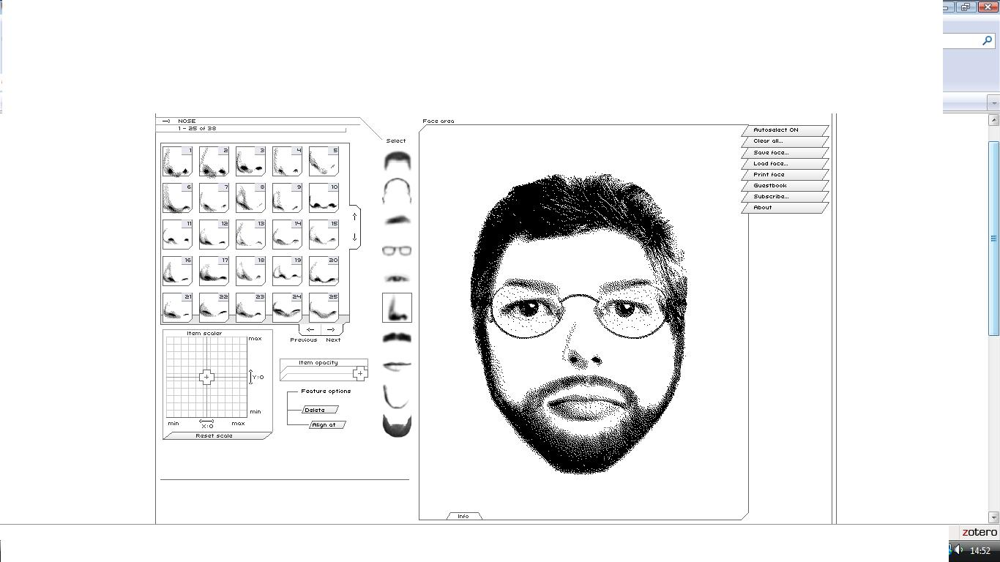 NOSE
1 - 25 of 38
Select
1 2 3 4 5
6 7 8 9 10
11 12 13 14 15
16 17 18 19 20
21 22 23 24 25
Previous Next
Item scaler
max
Y:0
min
min X:0 max
Reset scale
Item opacity
Feature options
Delete
Align at
Face area
Info
Autoselect ON
Clear all...
Save face...
Load face...
Print face
Guestbook
Subscribe...
About
zotero
14:52